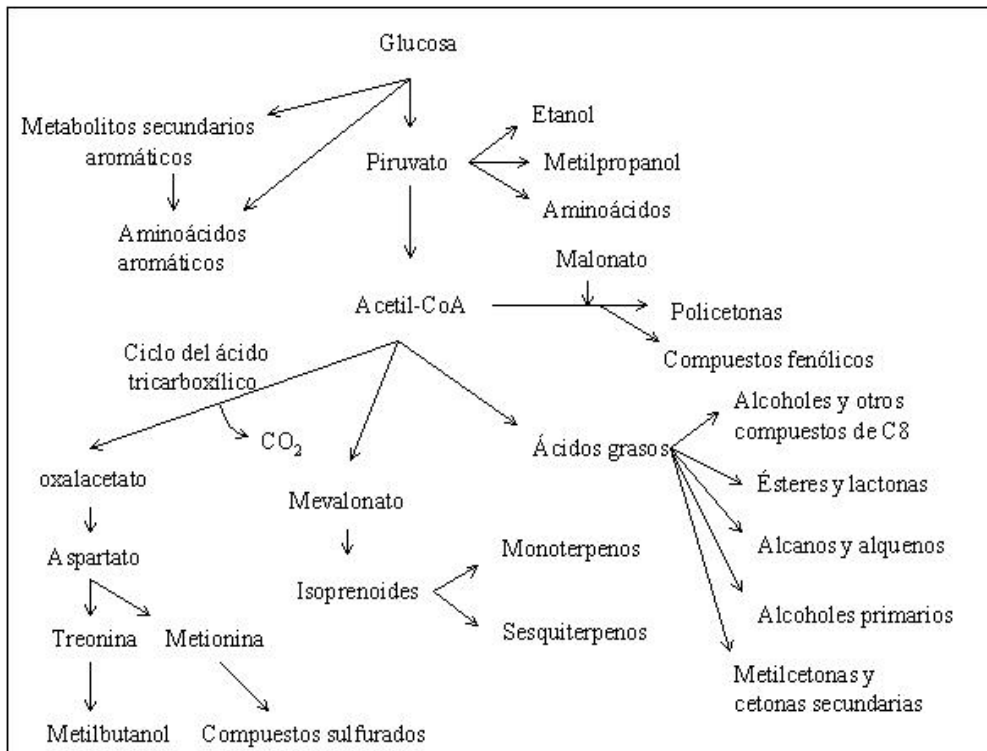 Glucosa
Metabolitos secundarios
aromáticos
Aminoácidos
aromáticos
Piruvato
Etanol
Metilpropanol
Aminoácidos
Malonato
Acetil-CoA
Policetonas
Compuestos fenólicos
Ciclo del ácido
tricarboxílico
CO2
oxalacetato
Aspartato
Treonina
Metionina
Metilbutanol
Compuestos sulfurados
Mevalonato
Isoprenoides
Monoterpenos
Sesquiterpenos
Ácidos grasos
Alcoholes y otros
compuestos de C8
Ésteres y lactonas
Alcanos y alquenos
Alcoholes primarios
Metilcetonas y
cetonas secundarias